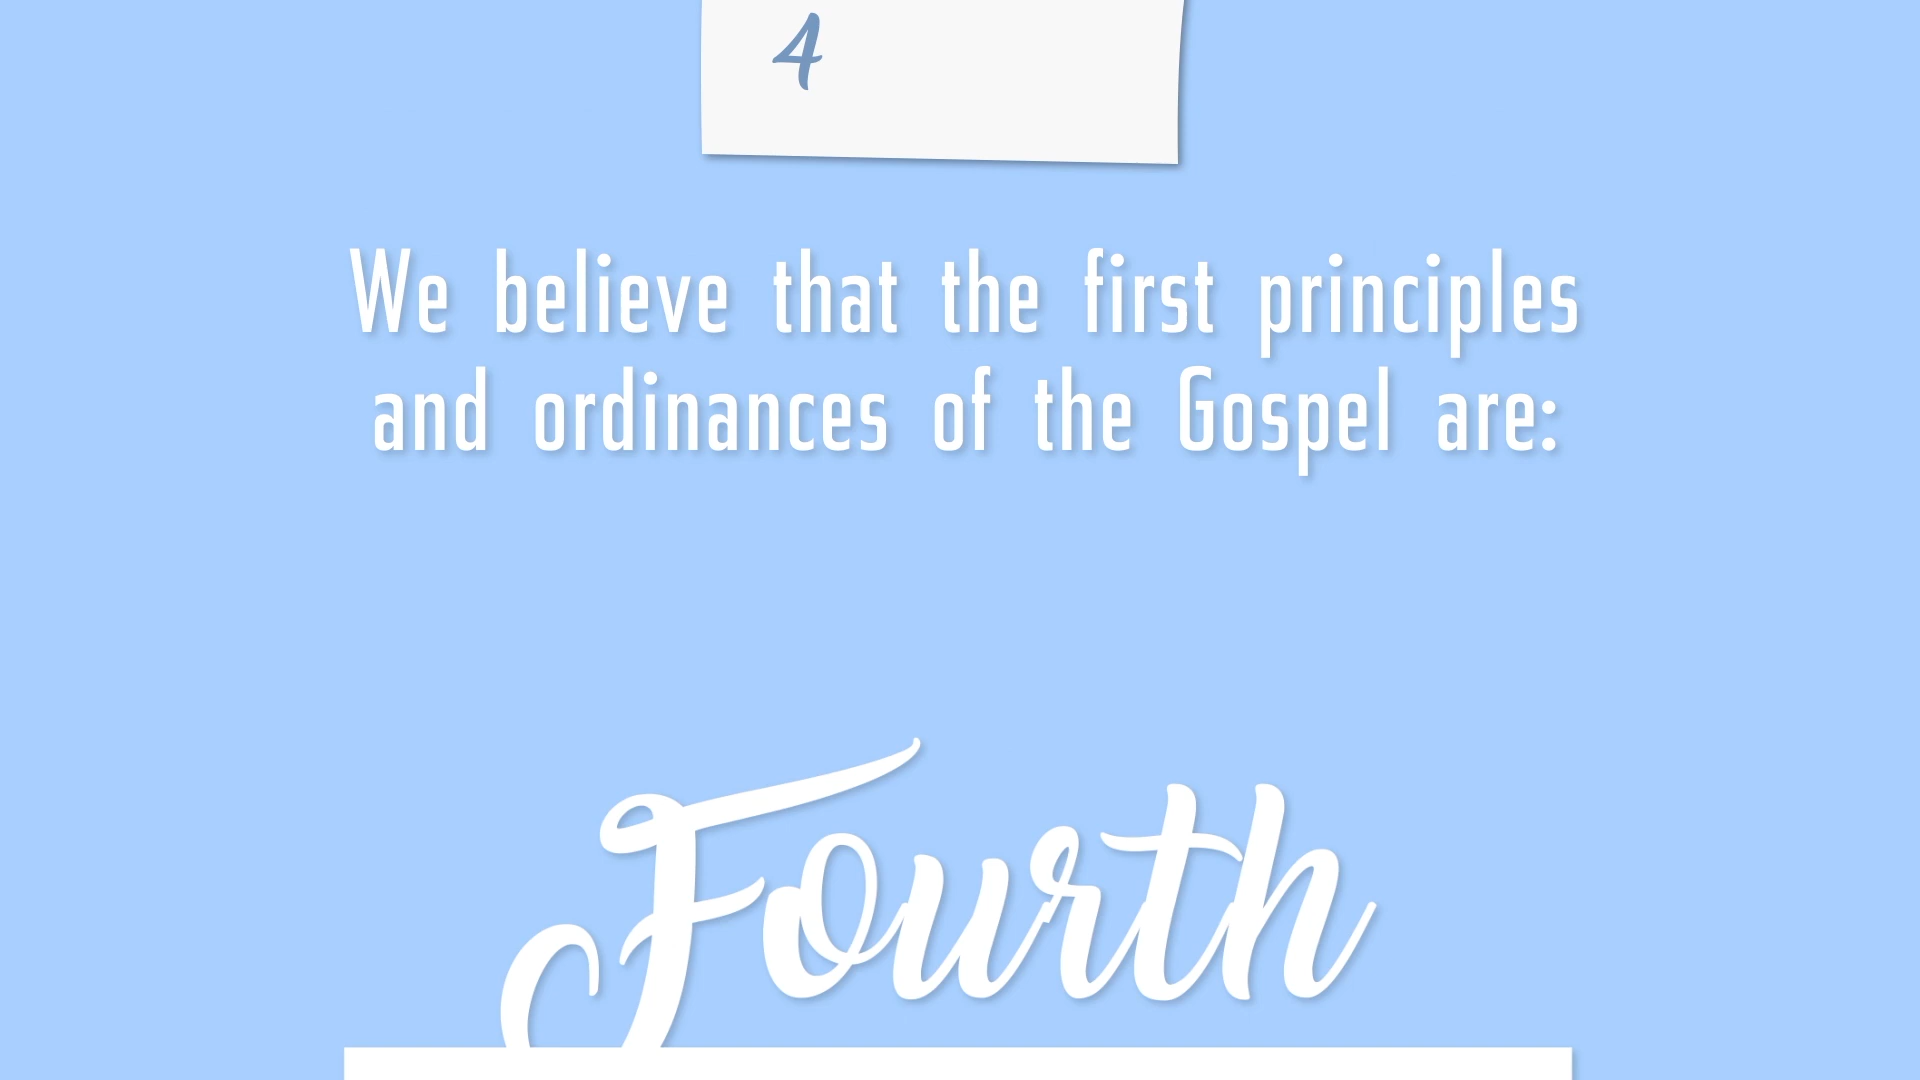 4
We believe that the first principles
and ordinances of the Gospel are:
Fourth